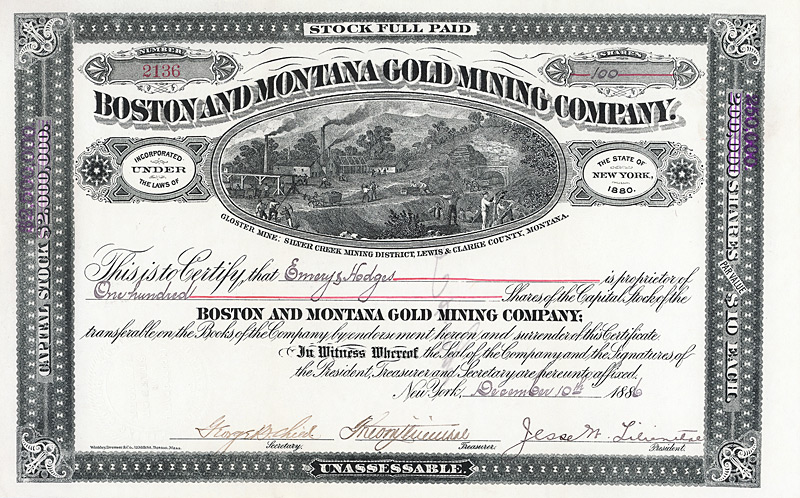 STOCK FULL PAID
NUMBER
2136
SHARES
100
BOSTON AND MONTANA GOLD MINING COMPANY.
INCORPORATED
UNDER
THE LAWS OF
THE STATE OF
NEW YORK,
1880.
GLOSTER MINE. SILVER CREEK MINING DISTRICT, LEWIS & CLARKE COUNTY, MONTANA.
This is to Certify, that Emery & Hodges is proprietor of
One hundred Shares of the Capital Stock of the
BOSTON AND MONTANA GOLD MINING COMPANY;
transferable on the Books of the Company by endorsement hereon and surrender of this Certificate.
In Witness Whereof the Seal of the Company and the Signatures of
the President, Treasurer and Secretary are hereunto affixed,
New York, December 10th 1886
Jesse W.
Secretary.
Treasurer.
President.
UNASSESSABLE.
CAPITAL STOCK $2,000,000.
250,000
200,000 SHARES PAR VALUE $10 EACH